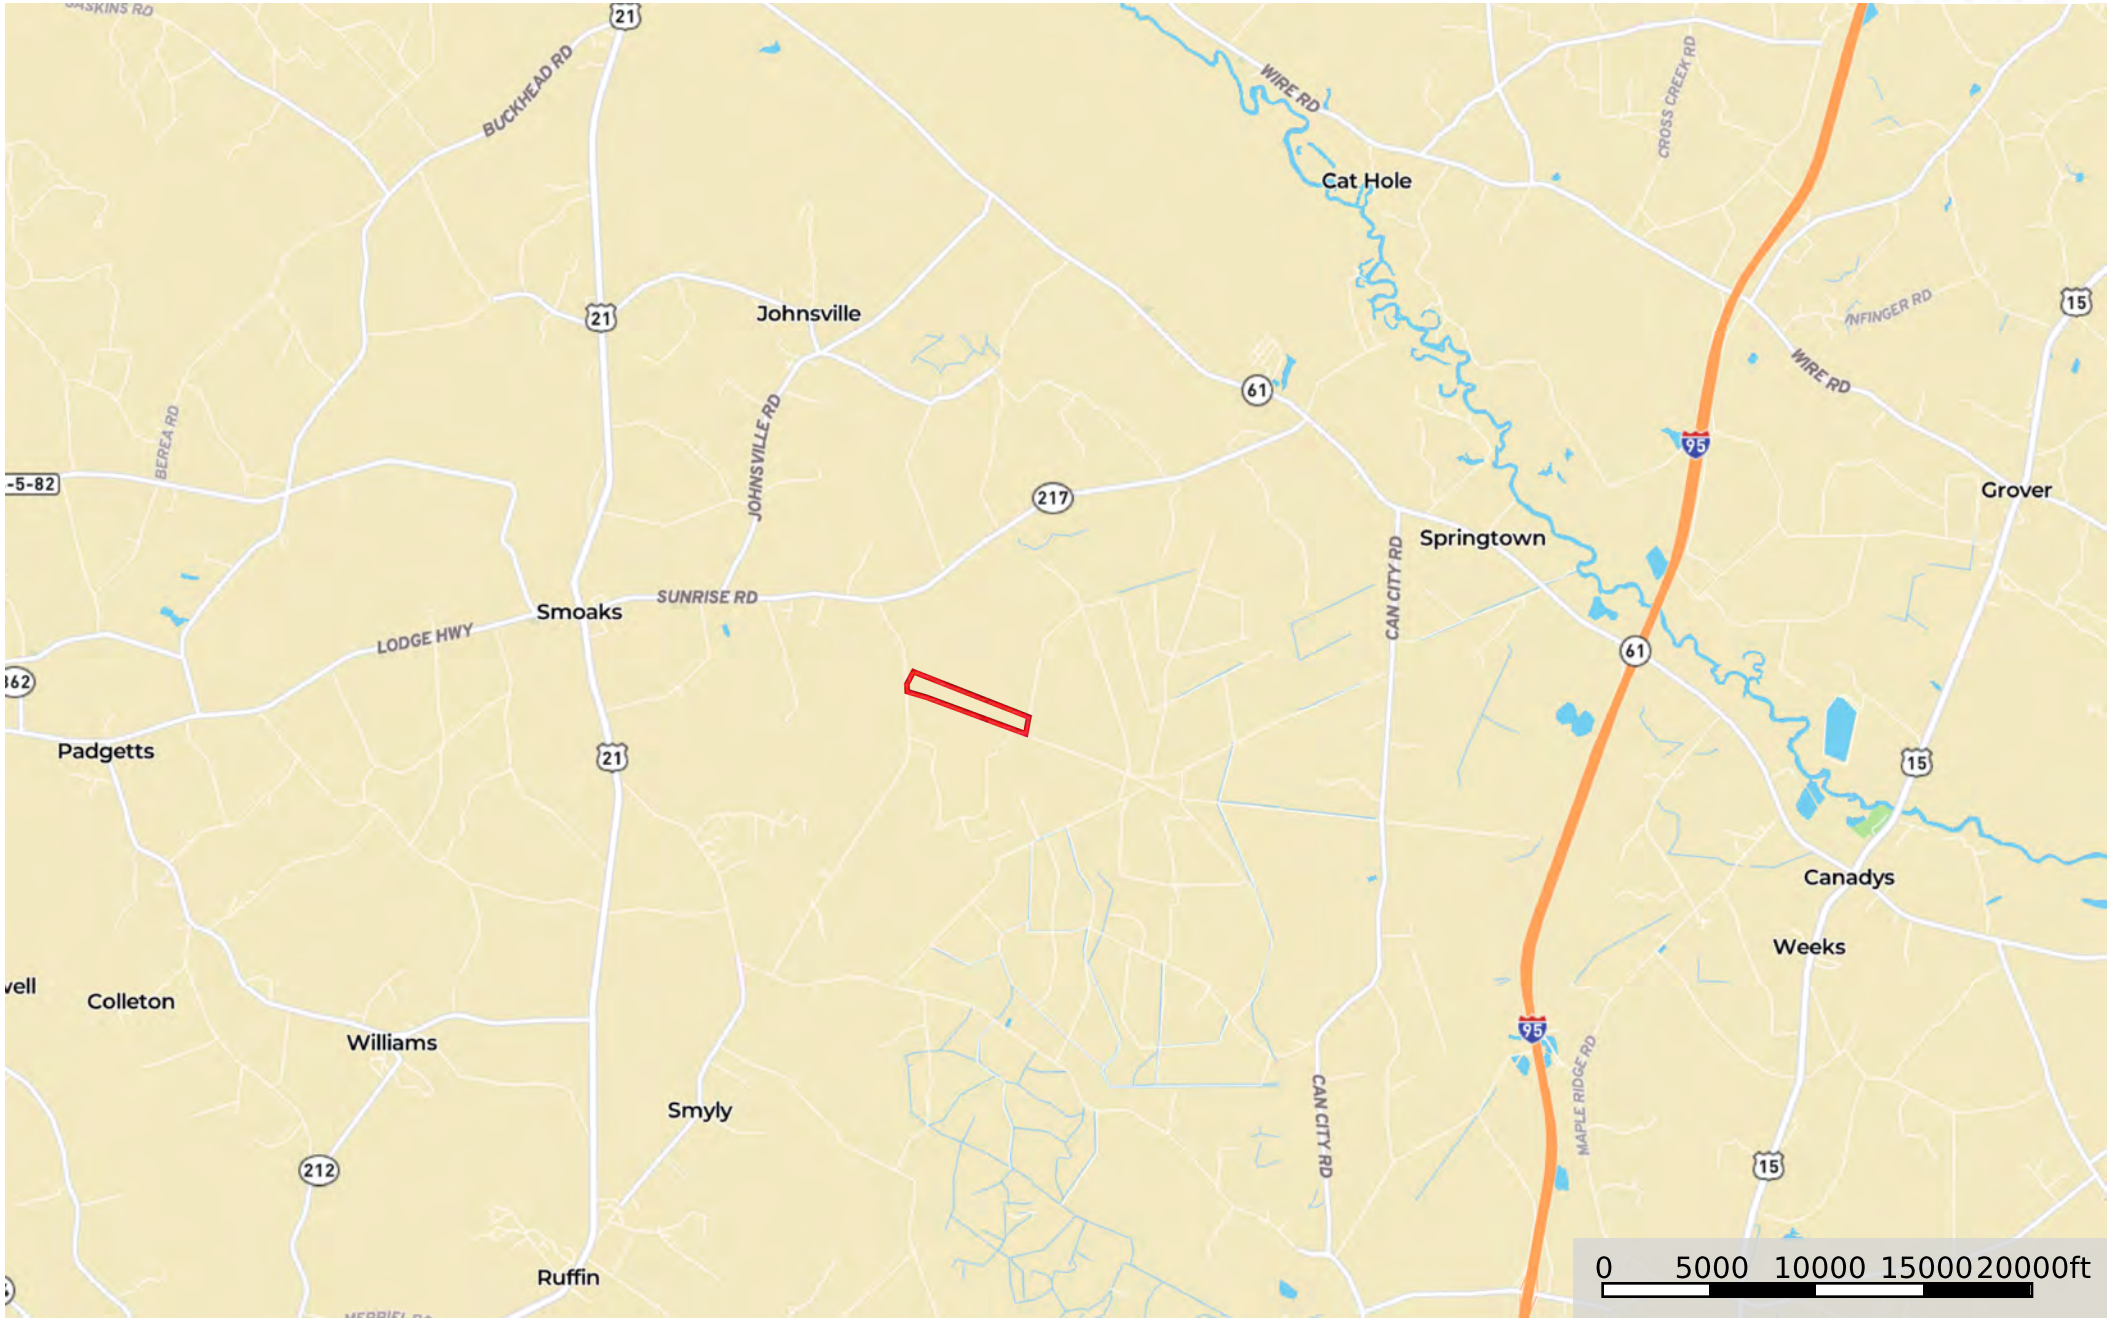 GASKINS RD
21
BUCKHEAD RD
WIRE RD
CROSS CREEK RD
Cat Hole
15
NFINGER RD
21
Johnsville
WIRE RD
61
JOHNSVILLE RD
BEREA RD
95
-5-82
217
Grover
Springtown
CAN CITY RD
SUNRISE RD
Smoaks
LODGE HWY
61
362
Padgetts
21
15
Canadys
Weeks
Colleton
Williams
95
MAPLE RIDGE RD
Smyly
CAN CITY RD
212
15
Ruffin
0 5000 10000 15000 20000ft